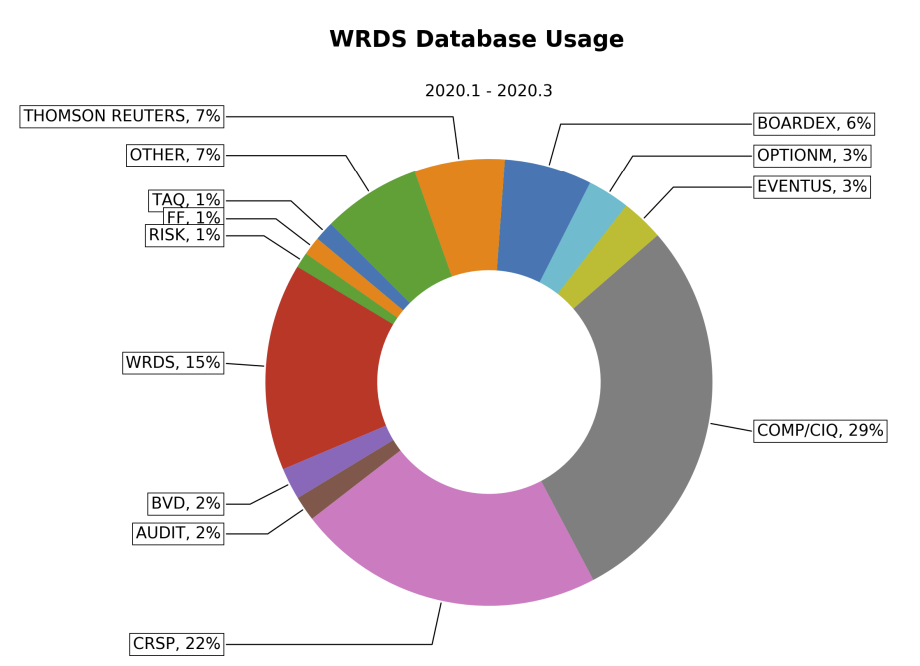 WRDS Database Usage
2020.1 - 2020.3
THOMSON REUTERS, 7%
BOARDEX, 6%
OTHER, 7%
OPTIONM, 3%
EVENTUS, 3%
TAQ, 1%
FF, 1%
RISK, 1%
WRDS, 15%
COMP/CIQ, 29%
BVD, 2%
AUDIT, 2%
CRSP, 22%